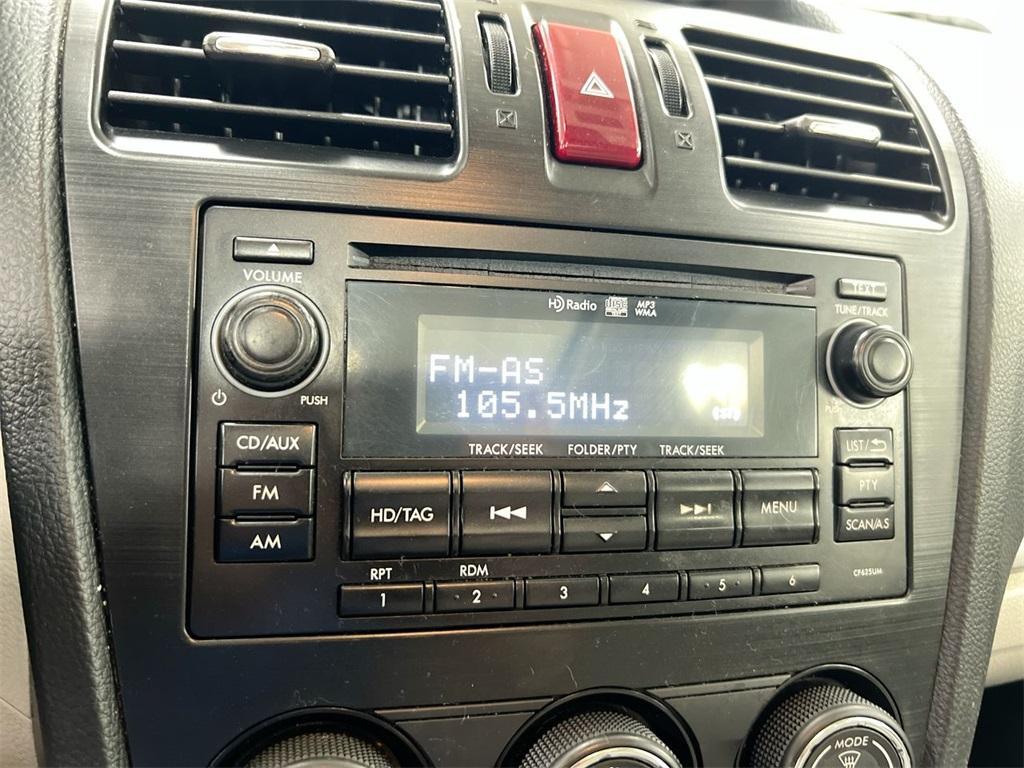 TEXT
VOLUME
HD Radio
MP3
WMA
TUNE/TRACK
FM-AS
105.5MHz
PUSH
TRACK/SEEK FOLDER/PTY TRACK/SEEK
CD/AUX
LIST/
FM
HD/TAG
MENU
PTY
AM
SCAN/AS
RPT RDM
1 2 3 4 5 6
CF625UM
MODE